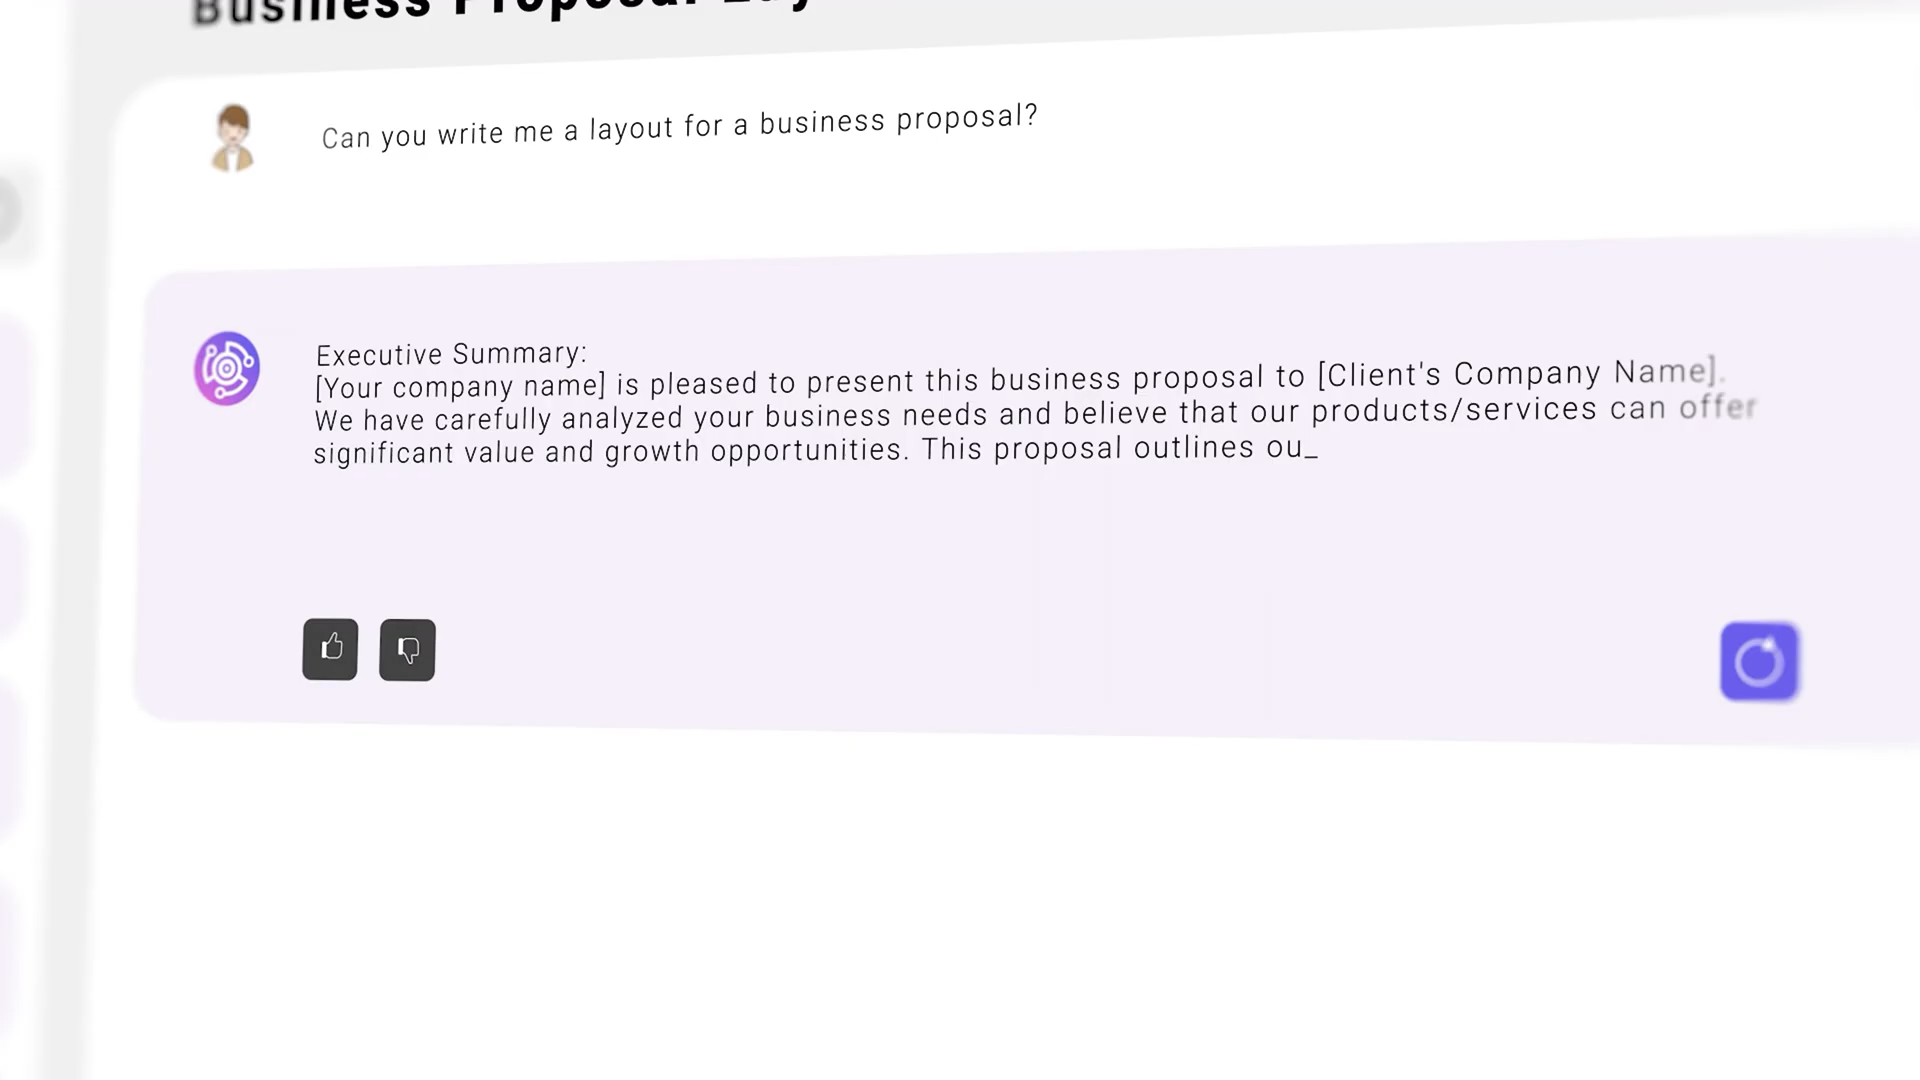 Business Proposal
Can you write me a layout for a business proposal?
Executive Summary:
[Your company name] is pleased to present this business proposal to [Client's Company Name].
We have carefully analyzed your business needs and believe that our products/services can offer
significant value and growth opportunities. This proposal outlines ou_